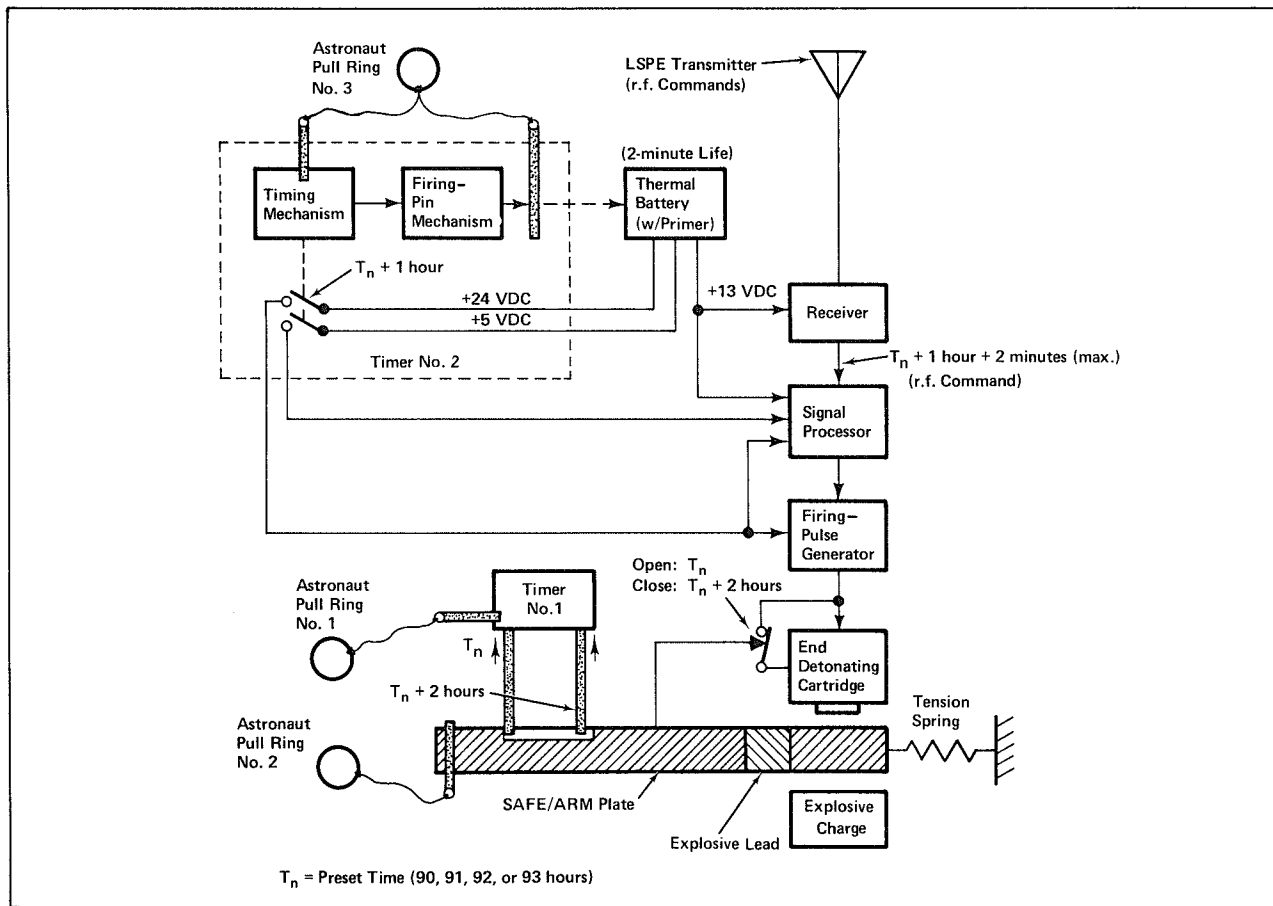 Astronaut
Pull Ring
No. 3
LSPE Transmitter
(r.f. Commands)
(2-minute Life)
Timing
Mechanism
Firing–
Pin
Mechanism
Thermal
Battery
(w/Primer)
Tn + 1 hour
+24 VDC
+5 VDC
+13 VDC
Receiver
Timer No. 2
Tn + 1 hour + 2 minutes (max.)
(r.f. Command)
Signal
Processor
Firing–
Pulse
Generator
Open: Tn
Close: Tn + 2 hours
Astronaut
Pull Ring
No. 1
Timer
No.1
Tn
End
Detonating
Cartridge
Tn + 2 hours
Tension
Spring
Astronaut
Pull Ring
No. 2
SAFE/ARM Plate
Explosive Lead
Explosive
Charge
Tn = Preset Time (90, 91, 92, or 93 hours)